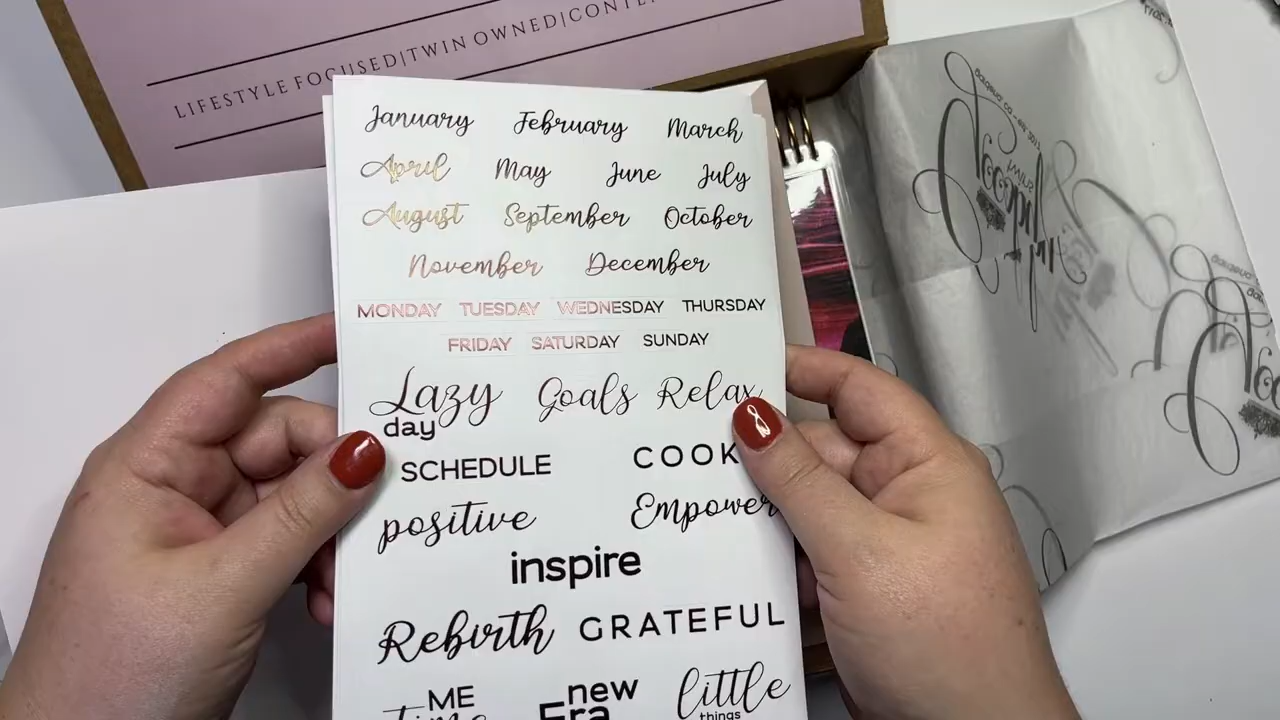 LIFESTYLE FOCUSED|TWIN OWNED|
January February March
April May June July
August September October
November December
MONDAY TUESDAY WEDNESDAY THURSDAY
FRIDAY SATURDAY SUNDAY
Lazy Goals Relax
day
SCHEDULE COOK
positive Empower
inspire
Rebirth GRATEFUL
ME new little
time Era things